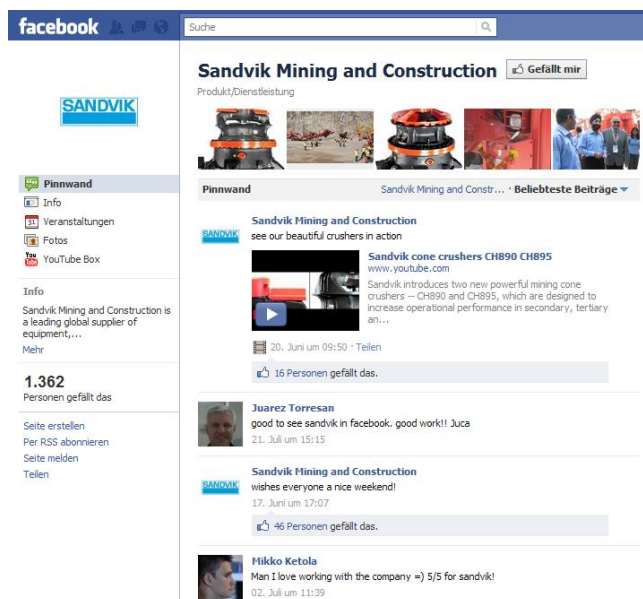 facebook
Suche
Sandvik Mining and Construction
Gefällt mir
Produkt/Dienstleistung
SANDVIK
Pinnwand
Info
31 Veranstaltungen
Fotos
You Tube YouTube Box
Info
Sandvik Mining and Construction is
a leading global supplier of
equipment,...
Mehr
1.362
Personen gefällt das
Seite erstellen
Per RSS abonnieren
Seite melden
Teilen
Pinnwand
Sandvik Mining and Constr... · Beliebteste Beiträge
SANDVIK
Sandvik Mining and Construction
see our beautiful crushers in action
Sandvik cone crushers CH890 CH895
www.youtube.com
Sandvik introduces two new powerful mining cone
crushers -- CH890 and CH895, which are designed to
increase operational performance in secondary, tertiary
an...
20. Juni um 09:50 · Teilen
16 Personen gefällt das.
Juarez Torresan
good to see sandvik in facebook. good work!! Juca
21. Juli um 15:15
SANDVIK
Sandvik Mining and Construction
wishes everyone a nice weekend!
17. Juni um 17:07
46 Personen gefällt das.
Mikko Ketola
Man I love working with the company =) 5/5 for sandvik!
02. Juli um 11:39